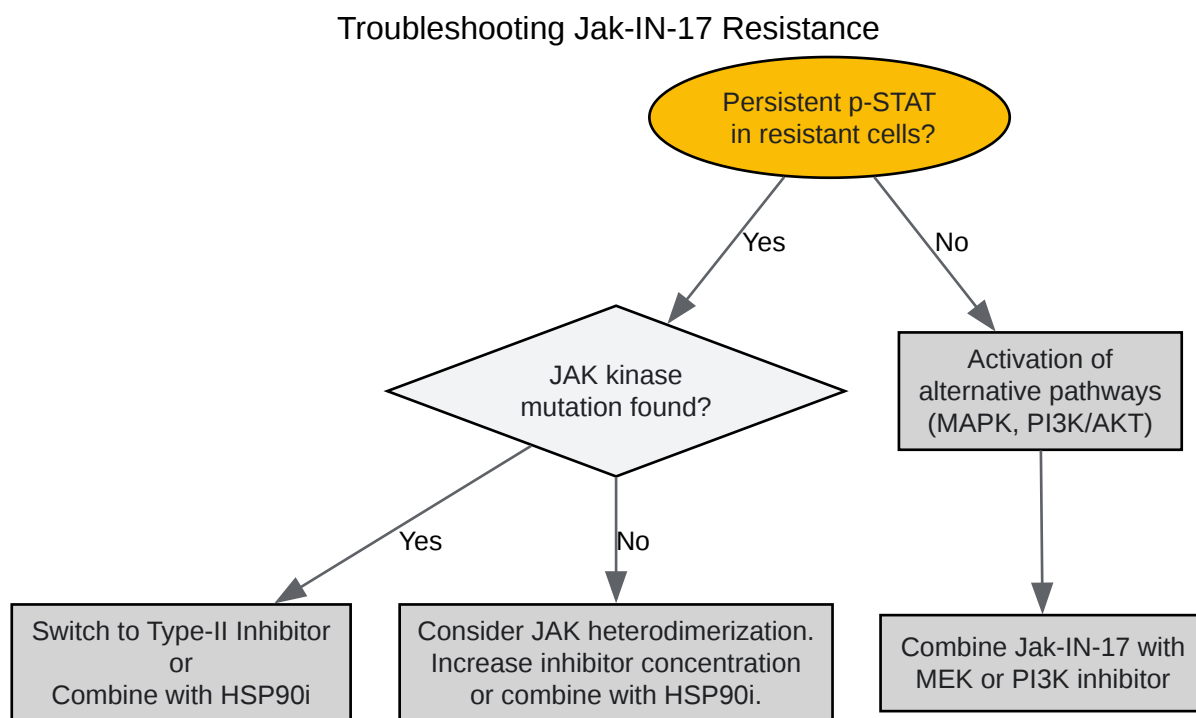 Troubleshooting Jak-IN-17 Resistance
Persistent p-STAT
in resistant cells?
Yes
No
JAK kinase
mutation found?
Activation of
alternative pathways
(MAPK, PI3K/AKT)
Yes
No
Switch to Type-II Inhibitor
or
Combine with HSP90i
Consider JAK heterodimerization.
Increase inhibitor concentration
or combine with HSP90i.
Combine Jak-IN-17 with
MEK or PI3K inhibitor